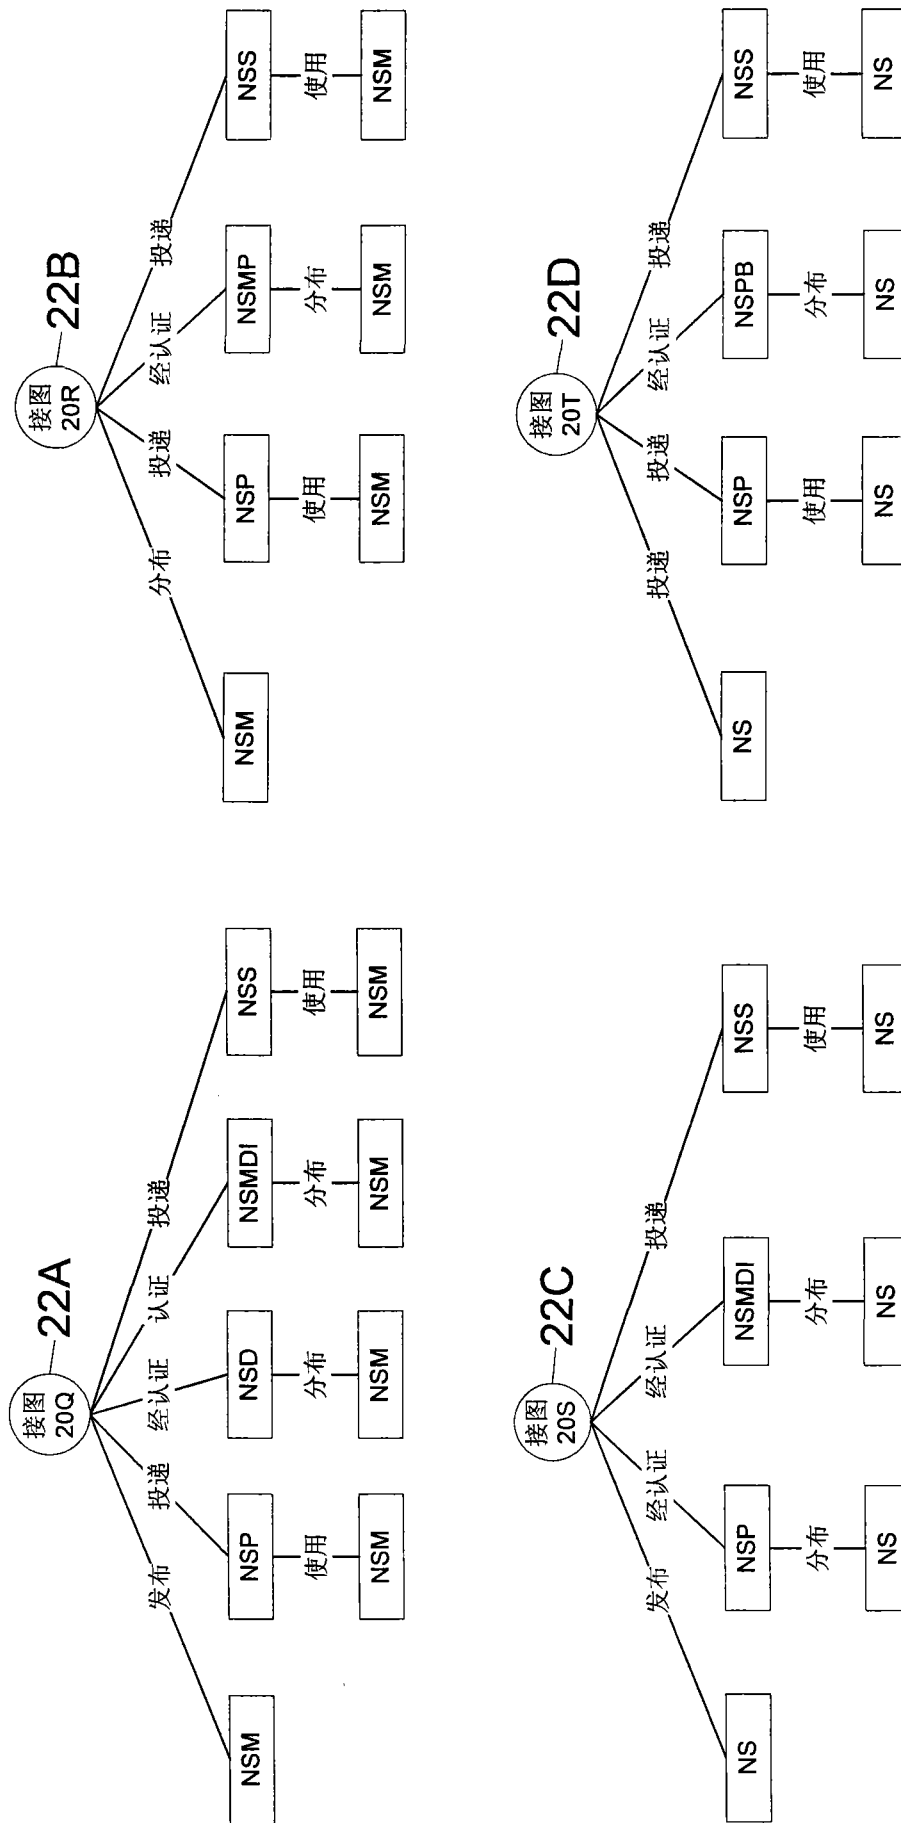 接图
20Q
22A
发布
投递
经认证
认证
投递
NSM
NSP
NSD
NSMDI
NSS
使用
分布
分布
使用
NSM
NSM
NSM
NSM
接图
20R
22B
分布
投递
经认证
投递
NSM
NSP
NSMP
NSS
使用
分布
使用
NSM
NSM
NSM
接图
20S
22C
发布
经认证
经认证
投递
NS
NSP
NSMDI
NSS
分布
分布
使用
NS
NS
NS
接图
20T
22D
投递
投递
经认证
投递
NS
NSP
NSPB
NSS
使用
分布
使用
NS
NS
NS